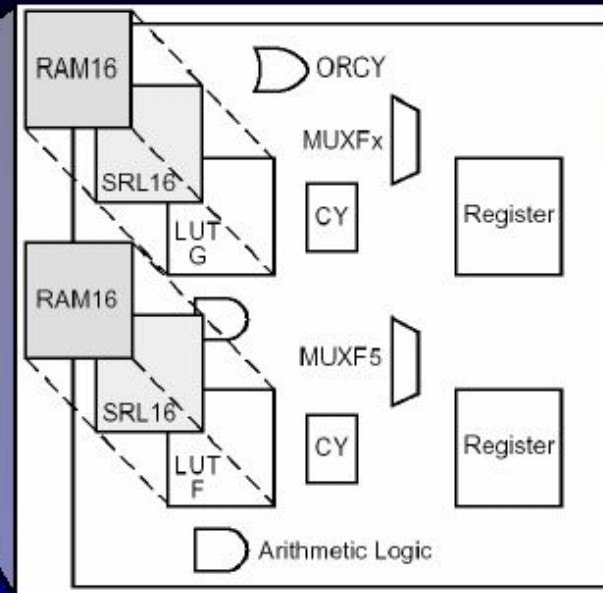 RAM16
ORCY
MUXFx
SRL16
LUT
G
CY
Register
RAM16
MUXF5
SRL16
LUT
F
CY
Register
Arithmetic Logic